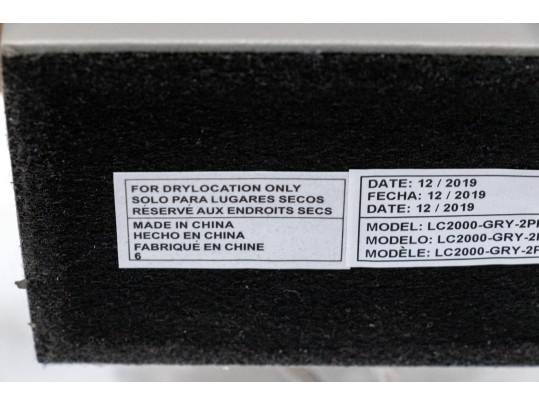 FOR DRYLOCATION ONLY
SOLO PARA LUGARES SECOS
RÉSERVÉ AUX ENDROITS SECS
MADE IN CHINA
HECHO EN CHINA
FABRIQUÉ EN CHINE
6
DATE: 12 / 2019
FECHA: 12 / 2019
DATE: 12 / 2019
MODEL: LC2000-GRY-2P
MODELO: LC2000-GRY-2
MODÈLE: LC2000-GRY-2